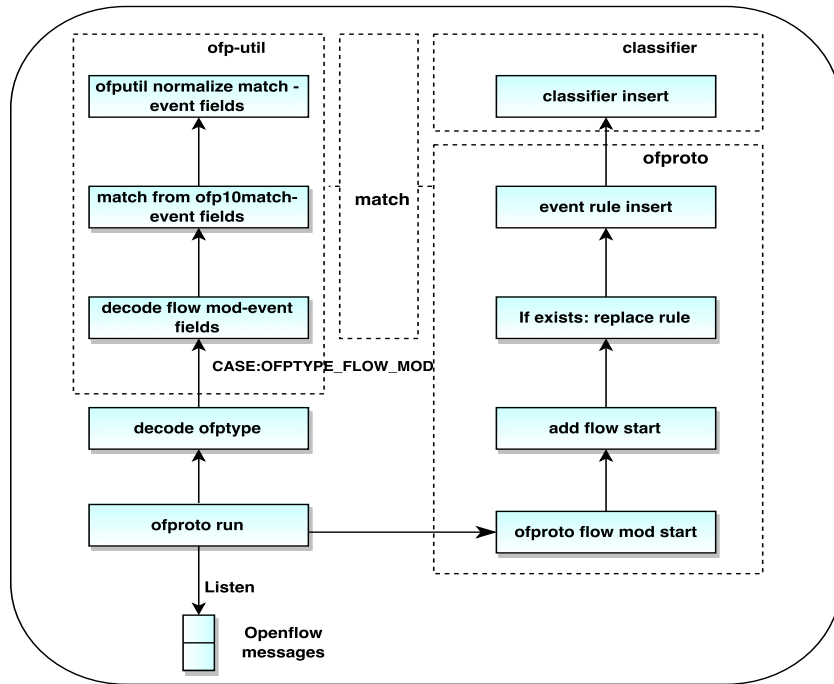 ofp-util
ofputil normalize match -
event fields
match from ofp10match-
event fields
decode flow mod-event
fields
CASE:OFPTYPE_FLOW_MOD
decode ofptype
ofproto run
Listen
Openflow
messages
match
classifier
classifier insert
ofproto
event rule insert
If exists: replace rule
add flow start
ofproto flow mod start